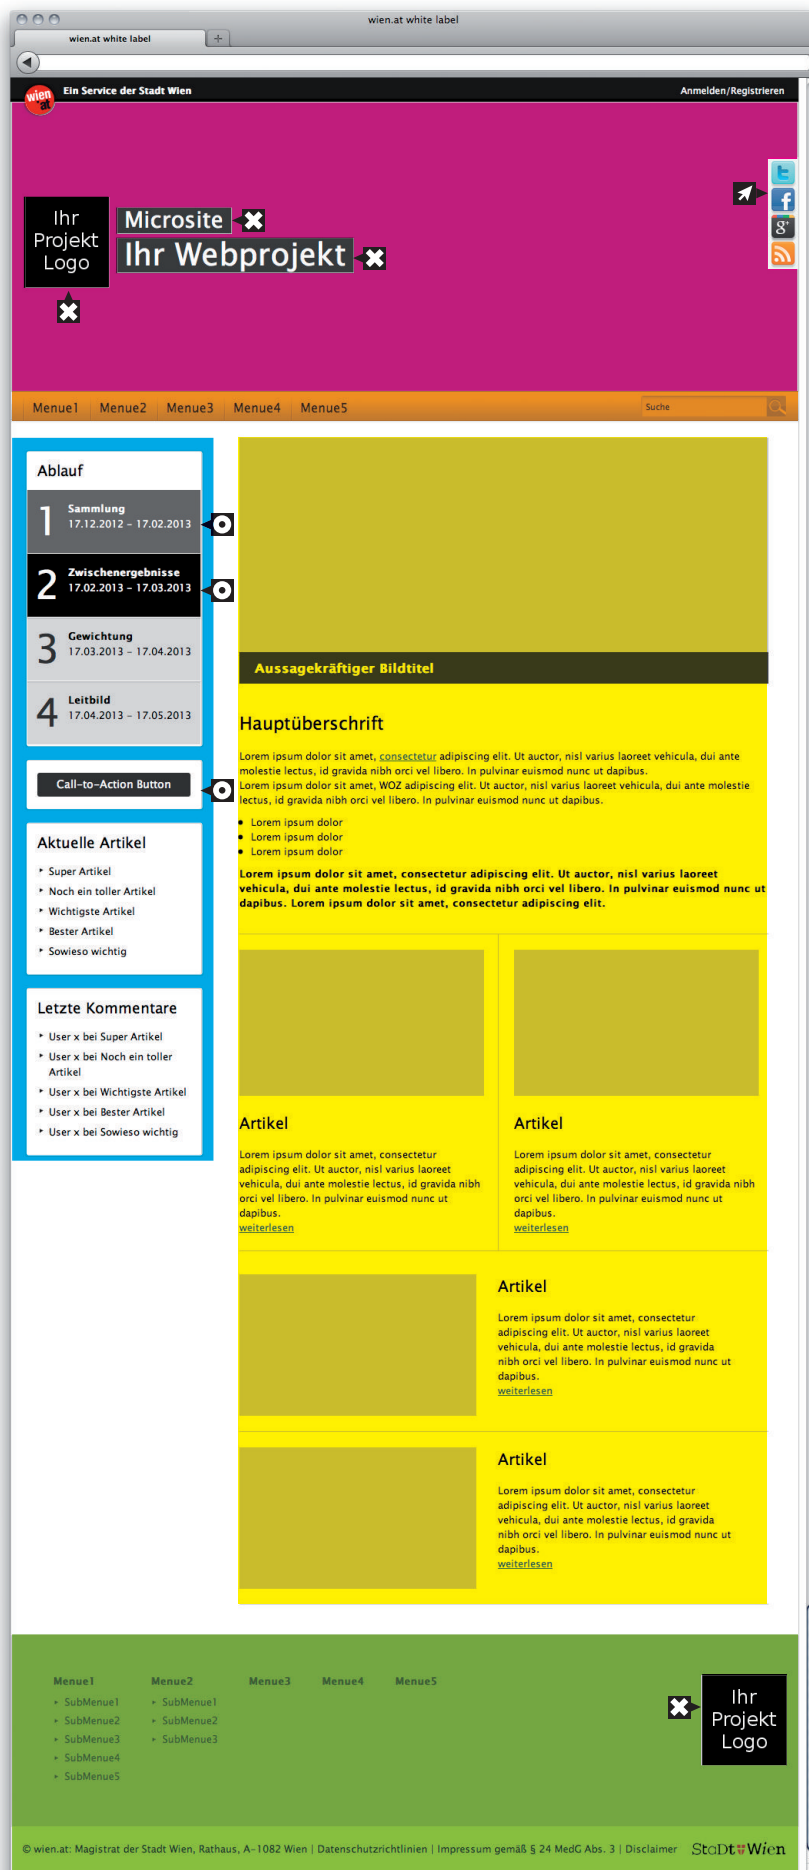 wien.at white label
wien.at white label
wien.at
Ein Service der Stadt Wien
Anmelden/Registrieren
Ihr
Projekt
Logo
Microsite
Ihr Webprojekt
Menue1
Menue2
Menue3
Menue4
Menue5
Suche
Ablauf
1
Sammlung
17.12.2012 – 17.02.2013
2
Zwischenergebnisse
17.02.2013 – 17.03.2013
3
Gewichtung
17.03.2013 – 17.04.2013
4
Leitbild
17.04.2013 – 17.05.2013
Call-to-Action Button
Aktuelle Artikel
Super Artikel
Noch ein toller Artikel
Wichtigste Artikel
Bester Artikel
Sowieso wichtig
Letzte Kommentare
User x bei Super Artikel
User x bei Noch ein toller
Artikel
User x bei Wichtigste Artikel
User x bei Bester Artikel
User x bei Sowieso wichtig
Aussagekräftiger Bildtitel
Hauptüberschrift
Lorem ipsum dolor sit amet, consectetur adipiscing elit. Ut auctor, nisl varius laoreet vehicula, dui ante
molestie lectus, id gravida nibh orci vel libero. In pulvinar euismod nunc ut dapibus.
Lorem ipsum dolor sit amet, WOZ adipiscing elit. Ut auctor, nisl varius laoreet vehicula, dui ante molestie
lectus, id gravida nibh orci vel libero. In pulvinar euismod nunc ut dapibus.
Lorem ipsum dolor
Lorem ipsum dolor
Lorem ipsum dolor
Lorem ipsum dolor sit amet, consectetur adipiscing elit. Ut auctor, nisl varius laoreet
vehicula, dui ante molestie lectus, id gravida nibh orci vel libero. In pulvinar euismod nunc ut
dapibus. Lorem ipsum dolor sit amet, consectetur adipiscing elit.
Artikel
Lorem ipsum dolor sit amet, consectetur
adipiscing elit. Ut auctor, nisl varius laoreet
vehicula, dui ante molestie lectus, id gravida nibh
orci vel libero. In pulvinar euismod nunc ut
dapibus.
weiterlesen
Artikel
Lorem ipsum dolor sit amet, consectetur
adipiscing elit. Ut auctor, nisl varius laoreet
vehicula, dui ante molestie lectus, id gravida nibh
orci vel libero. In pulvinar euismod nunc ut
dapibus.
weiterlesen
Artikel
Lorem ipsum dolor sit amet, consectetur
adipiscing elit. Ut auctor, nisl varius laoreet
vehicula, dui ante molestie lectus, id gravida
nibh orci vel libero. In pulvinar euismod nunc ut
dapibus.
weiterlesen
Artikel
Lorem ipsum dolor sit amet, consectetur
adipiscing elit. Ut auctor, nisl varius laoreet
vehicula, dui ante molestie lectus, id gravida
nibh orci vel libero. In pulvinar euismod nunc ut
dapibus.
weiterlesen
Menue1
SubMenue1
SubMenue2
SubMenue3
SubMenue4
SubMenue5
Menue2
SubMenue1
SubMenue2
SubMenue3
Menue3
Menue4
Menue5
Ihr
Projekt
Logo
© wien.at: Magistrat der Stadt Wien, Rathaus, A-1082 Wien | Datenschutzrichtlinien | Impressum gemäß § 24 MedG Abs. 3 | Disclaimer
StaDt Wien